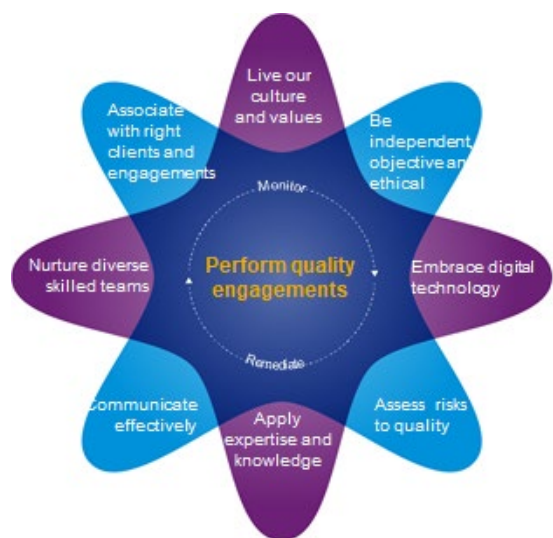 Live our
culture
and values
Be
independent,
objective an
ethical
Embrace digital
technology
Assess risks
to quality
Apply
expertise and
knowledge
ommunicate
effectively
Nurture diverse
skilled teams
Associate
with right
clients and
engagements
Monitor
Perform quality
engagements
Remediate